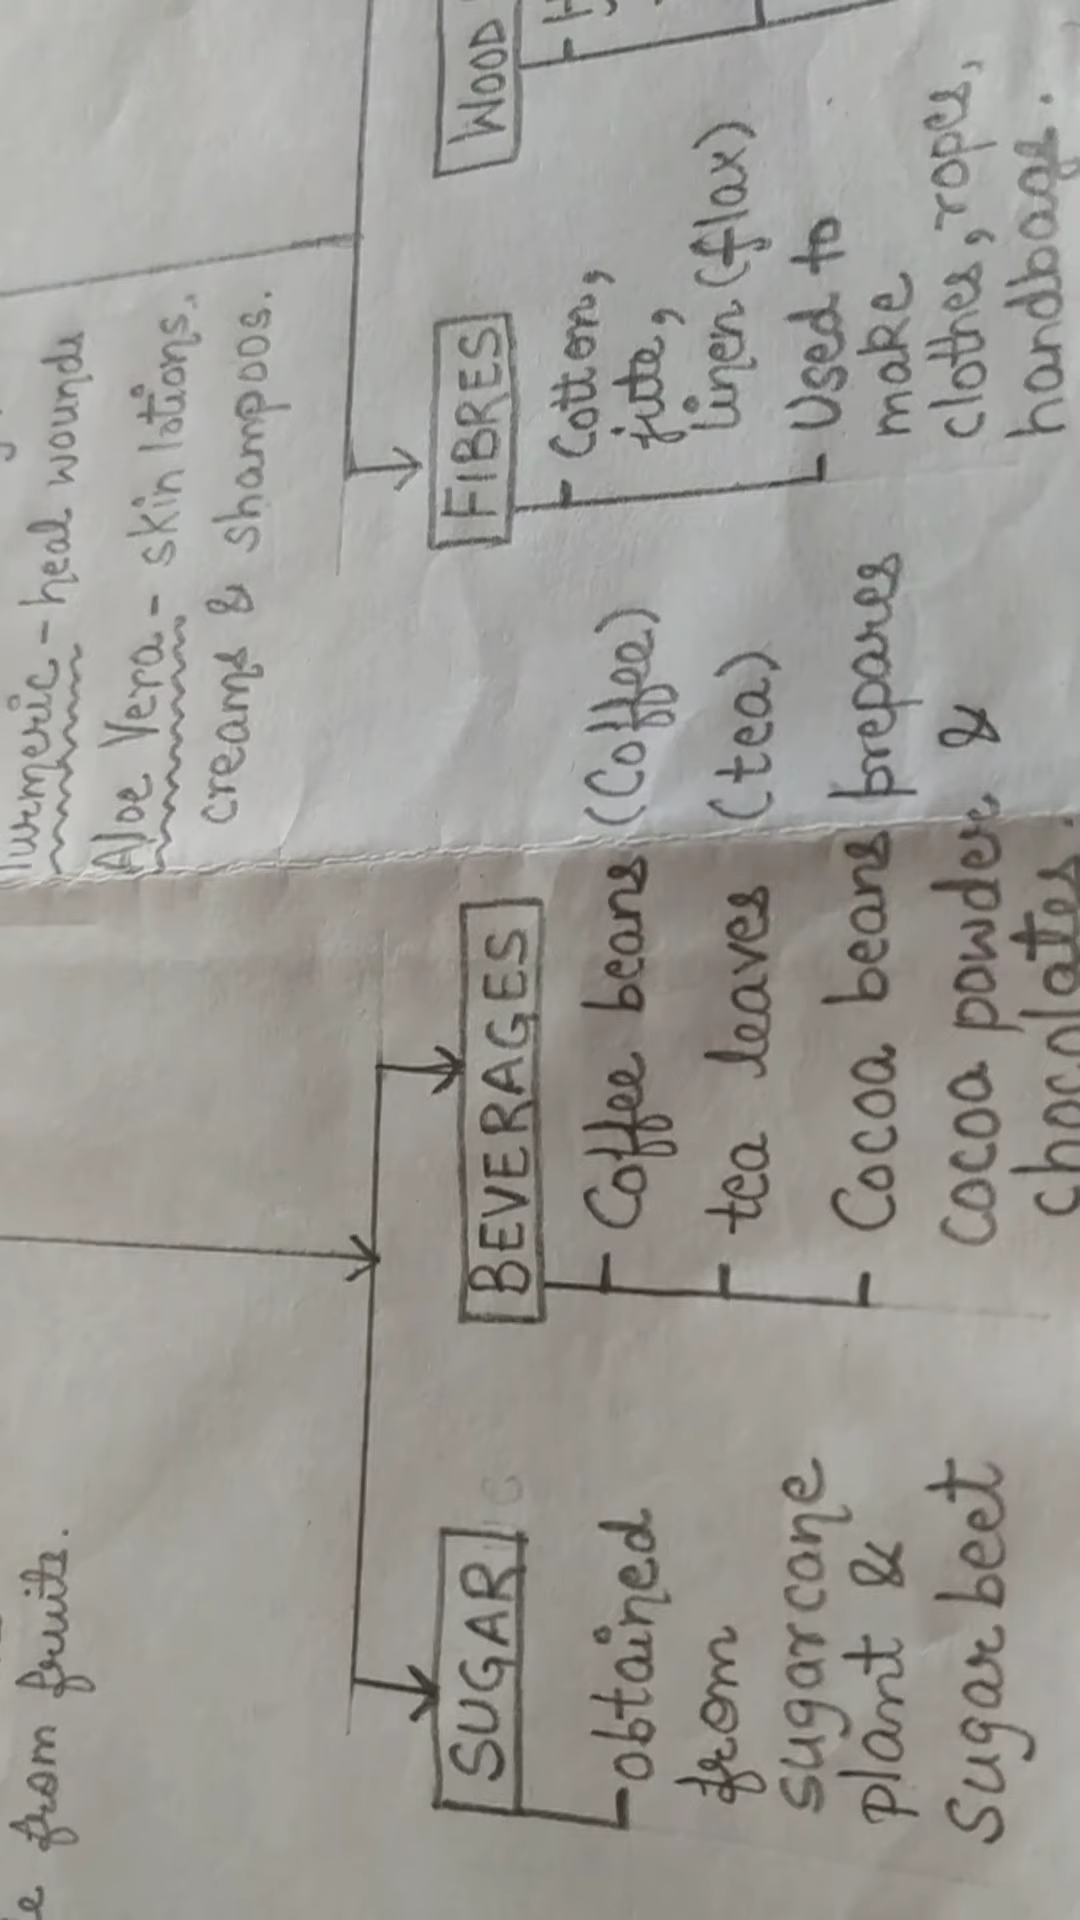 from fruits.
Turmeric - heal wounds
Aloe Vera - skin lotions,
creams & shampoos.
SUGAR
obtained
from
sugarcane
plant &
Sugar beet
BEVERAGES
Coffee beans (Coffee)
tea leaves (tea)
Cocoa beans prepares
cocoa powder &
chocolates.
FIBRES
Cotton,
jute,
linen (flax)
Used to
make
clothes, ropes,
handbags.
WOOD